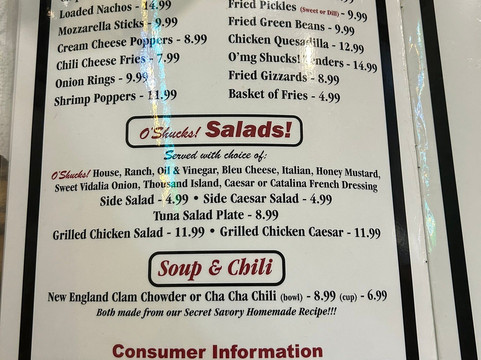 Loaded Nachos - 14.99
Mozzarella Sticks - 9.99
Cream Cheese Poppers - 8.99
Chili Cheese Fries - 7.99
Onion Rings - 9.99
Shrimp Poppers - 11.99
9.99
Fried Pickles (Sweet or Dill) - 9.99
Fried Green Beans - 9.99
Chicken Quesadilla - 12.99
O'mg Shucks! Tenders - 14.99
Fried Gizzards - 8.99
Basket of Fries - 4.99
O'Shucks! Salads!
Served with choice of:
O'Shucks! House, Ranch, Oil & Vinegar, Bleu Cheese, Italian, Honey Mustard,
Sweet Vidalia Onion, Thousand Island, Caesar or Catalina French Dressing
Side Salad - 4.99 • Side Caesar Salad - 4.99
Tuna Salad Plate - 8.99
Grilled Chicken Salad - 11.99 • Grilled Chicken Caesar - 11.99
Soup & Chili
New England Clam Chowder or Cha Cha Chili (bowl) - 8.99 (cup) - 6.99
Both made from our Secret Savory Homemade Recipe!!!
Consumer Information